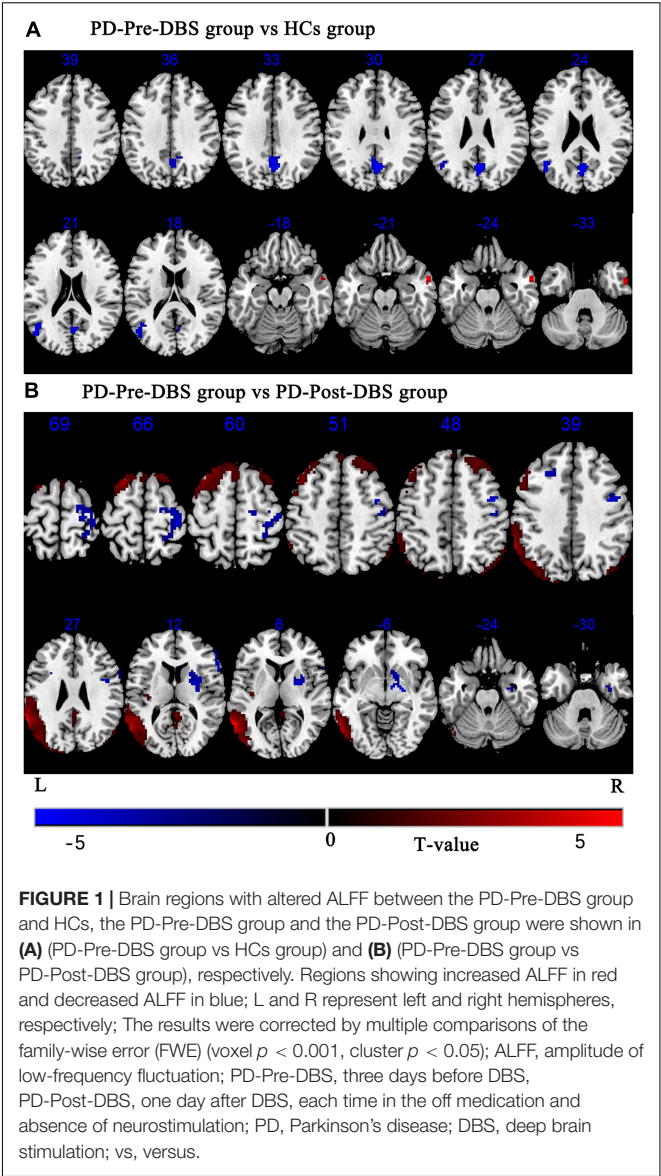 A PD-Pre-DBS group vs HCs group
39 36 33 30 27 24
21 18 -18 -21 -24 -33
B PD-Pre-DBS group vs PD-Post-DBS group
69 66 60 51 48 39
27 12 6 -6 -24 -30
L R
-5 0 T-value 5
FIGURE 1 | Brain regions with altered ALFF between the PD-Pre-DBS group
and HCs, the PD-Pre-DBS group and the PD-Post-DBS group were shown in
(A) (PD-Pre-DBS group vs HCs group) and (B) (PD-Pre-DBS group vs
PD-Post-DBS group), respectively. Regions showing increased ALFF in red
and decreased ALFF in blue; L and R represent left and right hemispheres,
respectively; The results were corrected by multiple comparisons of the
family-wise error (FWE) (voxel p < 0.001, cluster p < 0.05); ALFF, amplitude of
low-frequency fluctuation; PD-Pre-DBS, three days before DBS,
PD-Post-DBS, one day after DBS, each time in the off medication and
absence of neurostimulation; PD, Parkinson's disease; DBS, deep brain
stimulation; vs, versus.